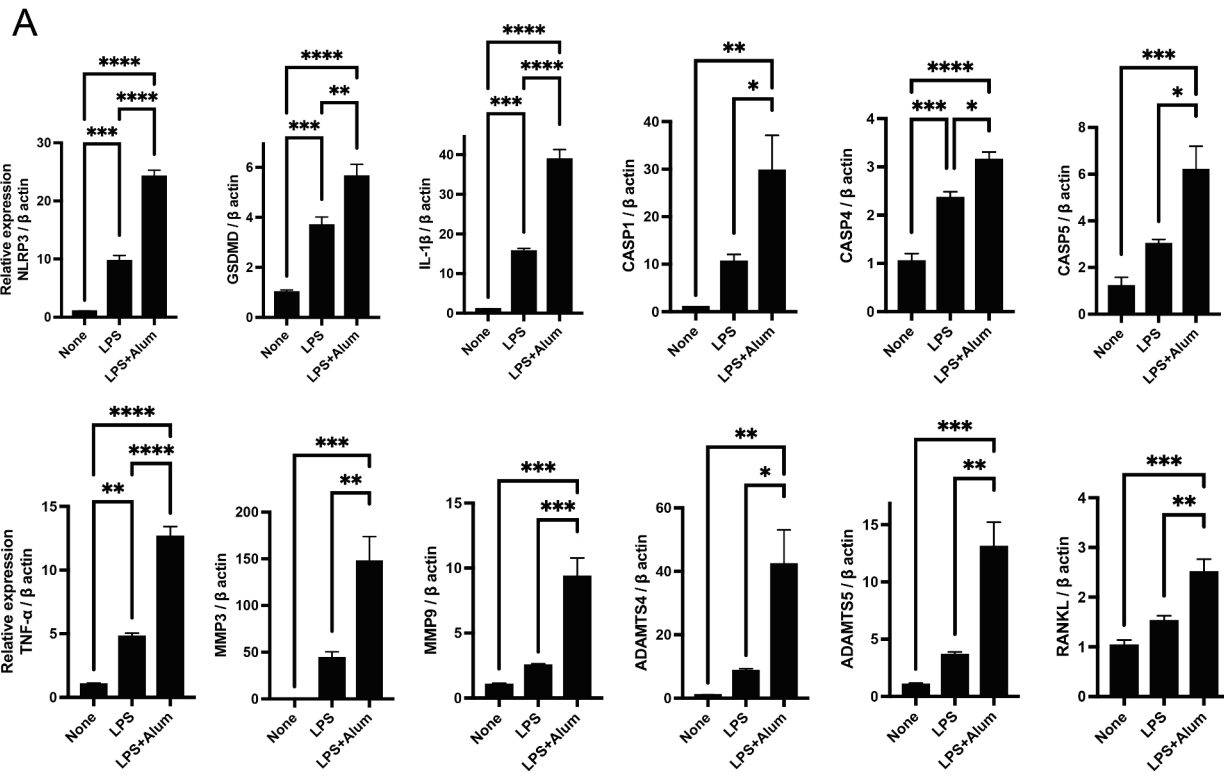 A
****
****
***
Relative expression
NLRP3 / β actin
30
20
10
0
None
LPS
LPS+Alum
****
**
***
GSDMD / β actin
6
4
2
0
None
LPS
LPS+Alum
****
****
***
IL-1β / β actin
40
30
20
10
0
None
LPS
LPS+Alum
**
*
CASP1 / β actin
40
30
20
10
0
None
LPS
LPS+Alum
****
***
*
CASP4 / β actin
4
3
2
1
0
None
LPS
LPS+Alum
***
*
CASP5 / β actin
8
6
4
2
0
None
LPS
LPS+Alum
****
****
**
Relative expression
TNF-α / β actin
15
10
5
0
None
LPS
LPS+Alum
***
**
MMP3 / β actin
200
150
100
50
0
None
LPS
LPS+Alum
***
***
MMP9 / β actin
15
10
5
0
None
LPS
LPS+Alum
**
*
ADAMTS4 / β actin
60
40
20
0
None
LPS
LPS+Alum
***
**
ADAMTS5 / β actin
15
10
5
0
None
LPS
LPS+Alum
***
**
RANKL / β actin
4
3
2
1
0
None
LPS
LPS+Alum